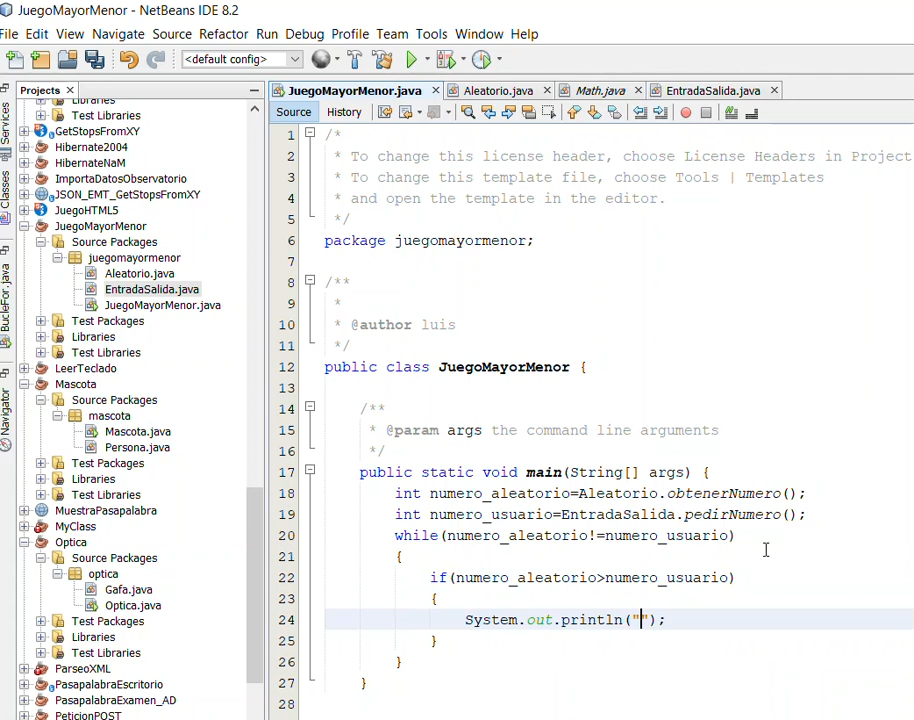 JuegoMayorMenor - NetBeans IDE 8.2
File Edit View Navigate Source Refactor Run Debug Profile Team Tools Window Help
<default config>
Projects
JuegoMayorMenor.java
Aleatorio.java
Math.java
EntradaSalida.java
Source
History
Services
Classes
BucleFor.java
Navigator
Libraries
Test Libraries
GetStopsFromXY
Hibernate2004
HibernateNaM
ImportaDatosObservatorio
JSON_EMT_GetStopsFromXY
JuegoHTML5
JuegoMayorMenor
Source Packages
juegomayormenor
Aleatorio.java
EntradaSalida.java
JuegoMayorMenor.java
Test Packages
Libraries
Test Libraries
LeerTeclado
Mascota
Source Packages
mascota
Mascota.java
Persona.java
Test Packages
Libraries
Test Libraries
MuestraPasapalabra
MyClass
Optica
Source Packages
optica
Gafa.java
Optica.java
Test Packages
Libraries
Test Libraries
ParseoXML
PasapalabraEscritorio
PasapalabraExamen_AD
PeticionPOST
1 /*
2 * To change this license header, choose License Headers in Project
3 * To change this template file, choose Tools | Templates
4 * and open the template in the editor.
5 */
6 package juegomayormenor;
7
8 /**
9 *
10 * @author luis
11 */
12 public class JuegoMayorMenor {
13
14 /**
15 * @param args the command line arguments
16 */
17 public static void main(String[] args) {
18 int numero_aleatorio=Aleatorio.obtenerNumero();
19 int numero_usuario=EntradaSalida.pedirNumero();
20 while(numero_aleatorio!=numero_usuario)
21 {
22 if(numero_aleatorio>numero_usuario)
23 {
24 System.out.println("");
25 }
26 }
27 }
28